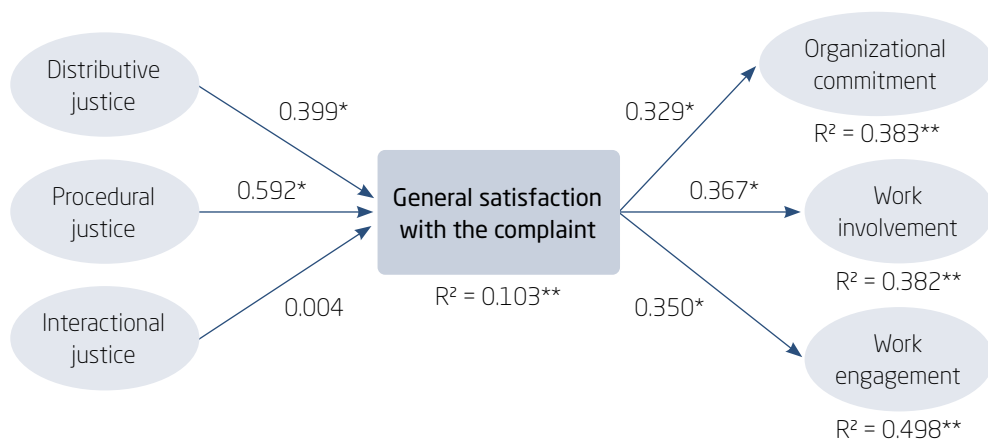 Distributive
justice
0.399*
Procedural
justice
0.592*
Interactional
justice
0.004
General satisfaction
with the complaint
R² = 0.103**
0.329*
Organizational
commitment
R² = 0.383**
0.367*
Work
involvement
R² = 0.382**
0.350*
Work
engagement
R² = 0.498**